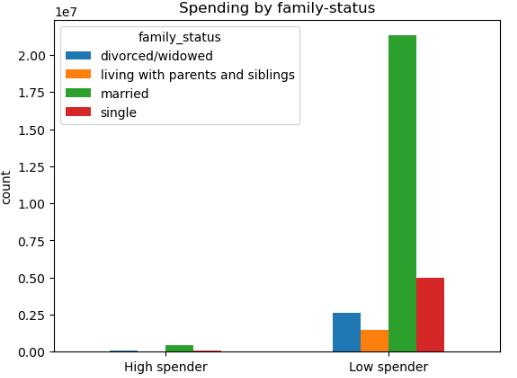 Spending by family-status
1e7
family_status
divorced/widowed
living with parents and siblings
married
single
2.00
1.75
1.50
1.25
1.00
0.75
0.50
0.25
0.00
count
High spender
Low spender